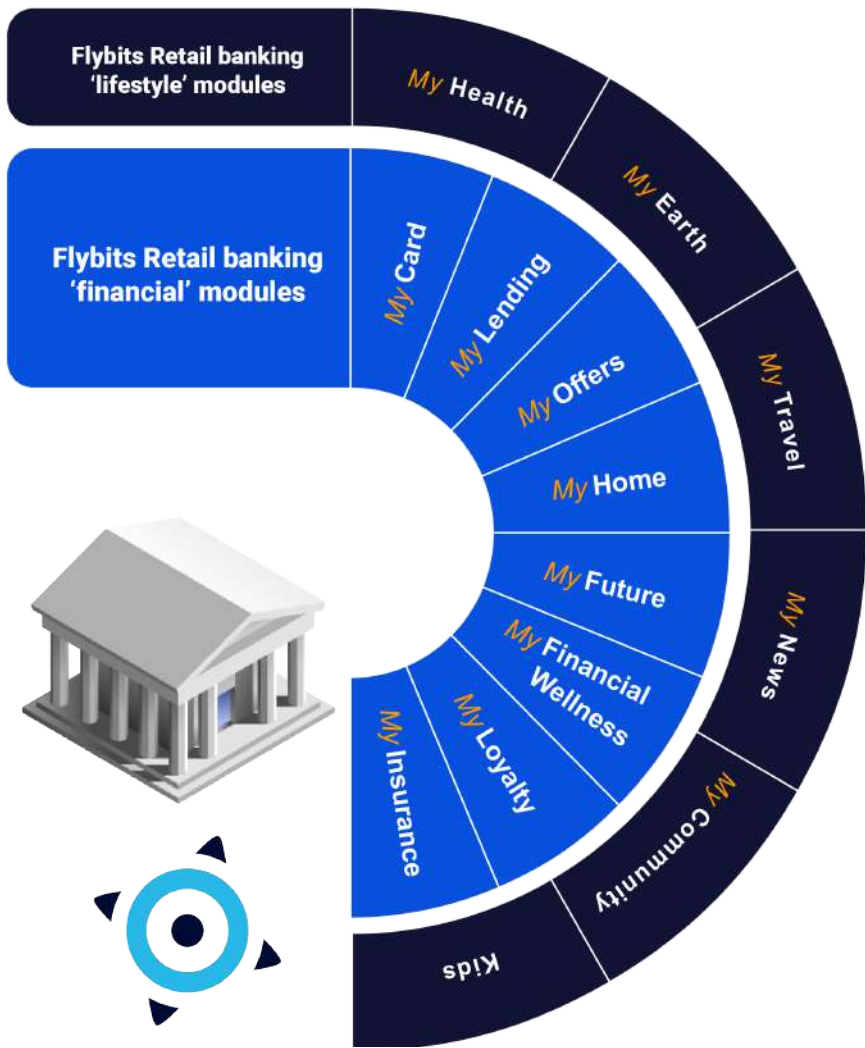 Flybits Retail banking
‘lifestyle’ modules
My Health
My Earth
My Travel
My News
My Community
Kids
Flybits Retail banking
‘financial’ modules
My Card
My Lending
My Offers
My Home
My Future
My Financial
Wellness
My Loyalty
My Insurance